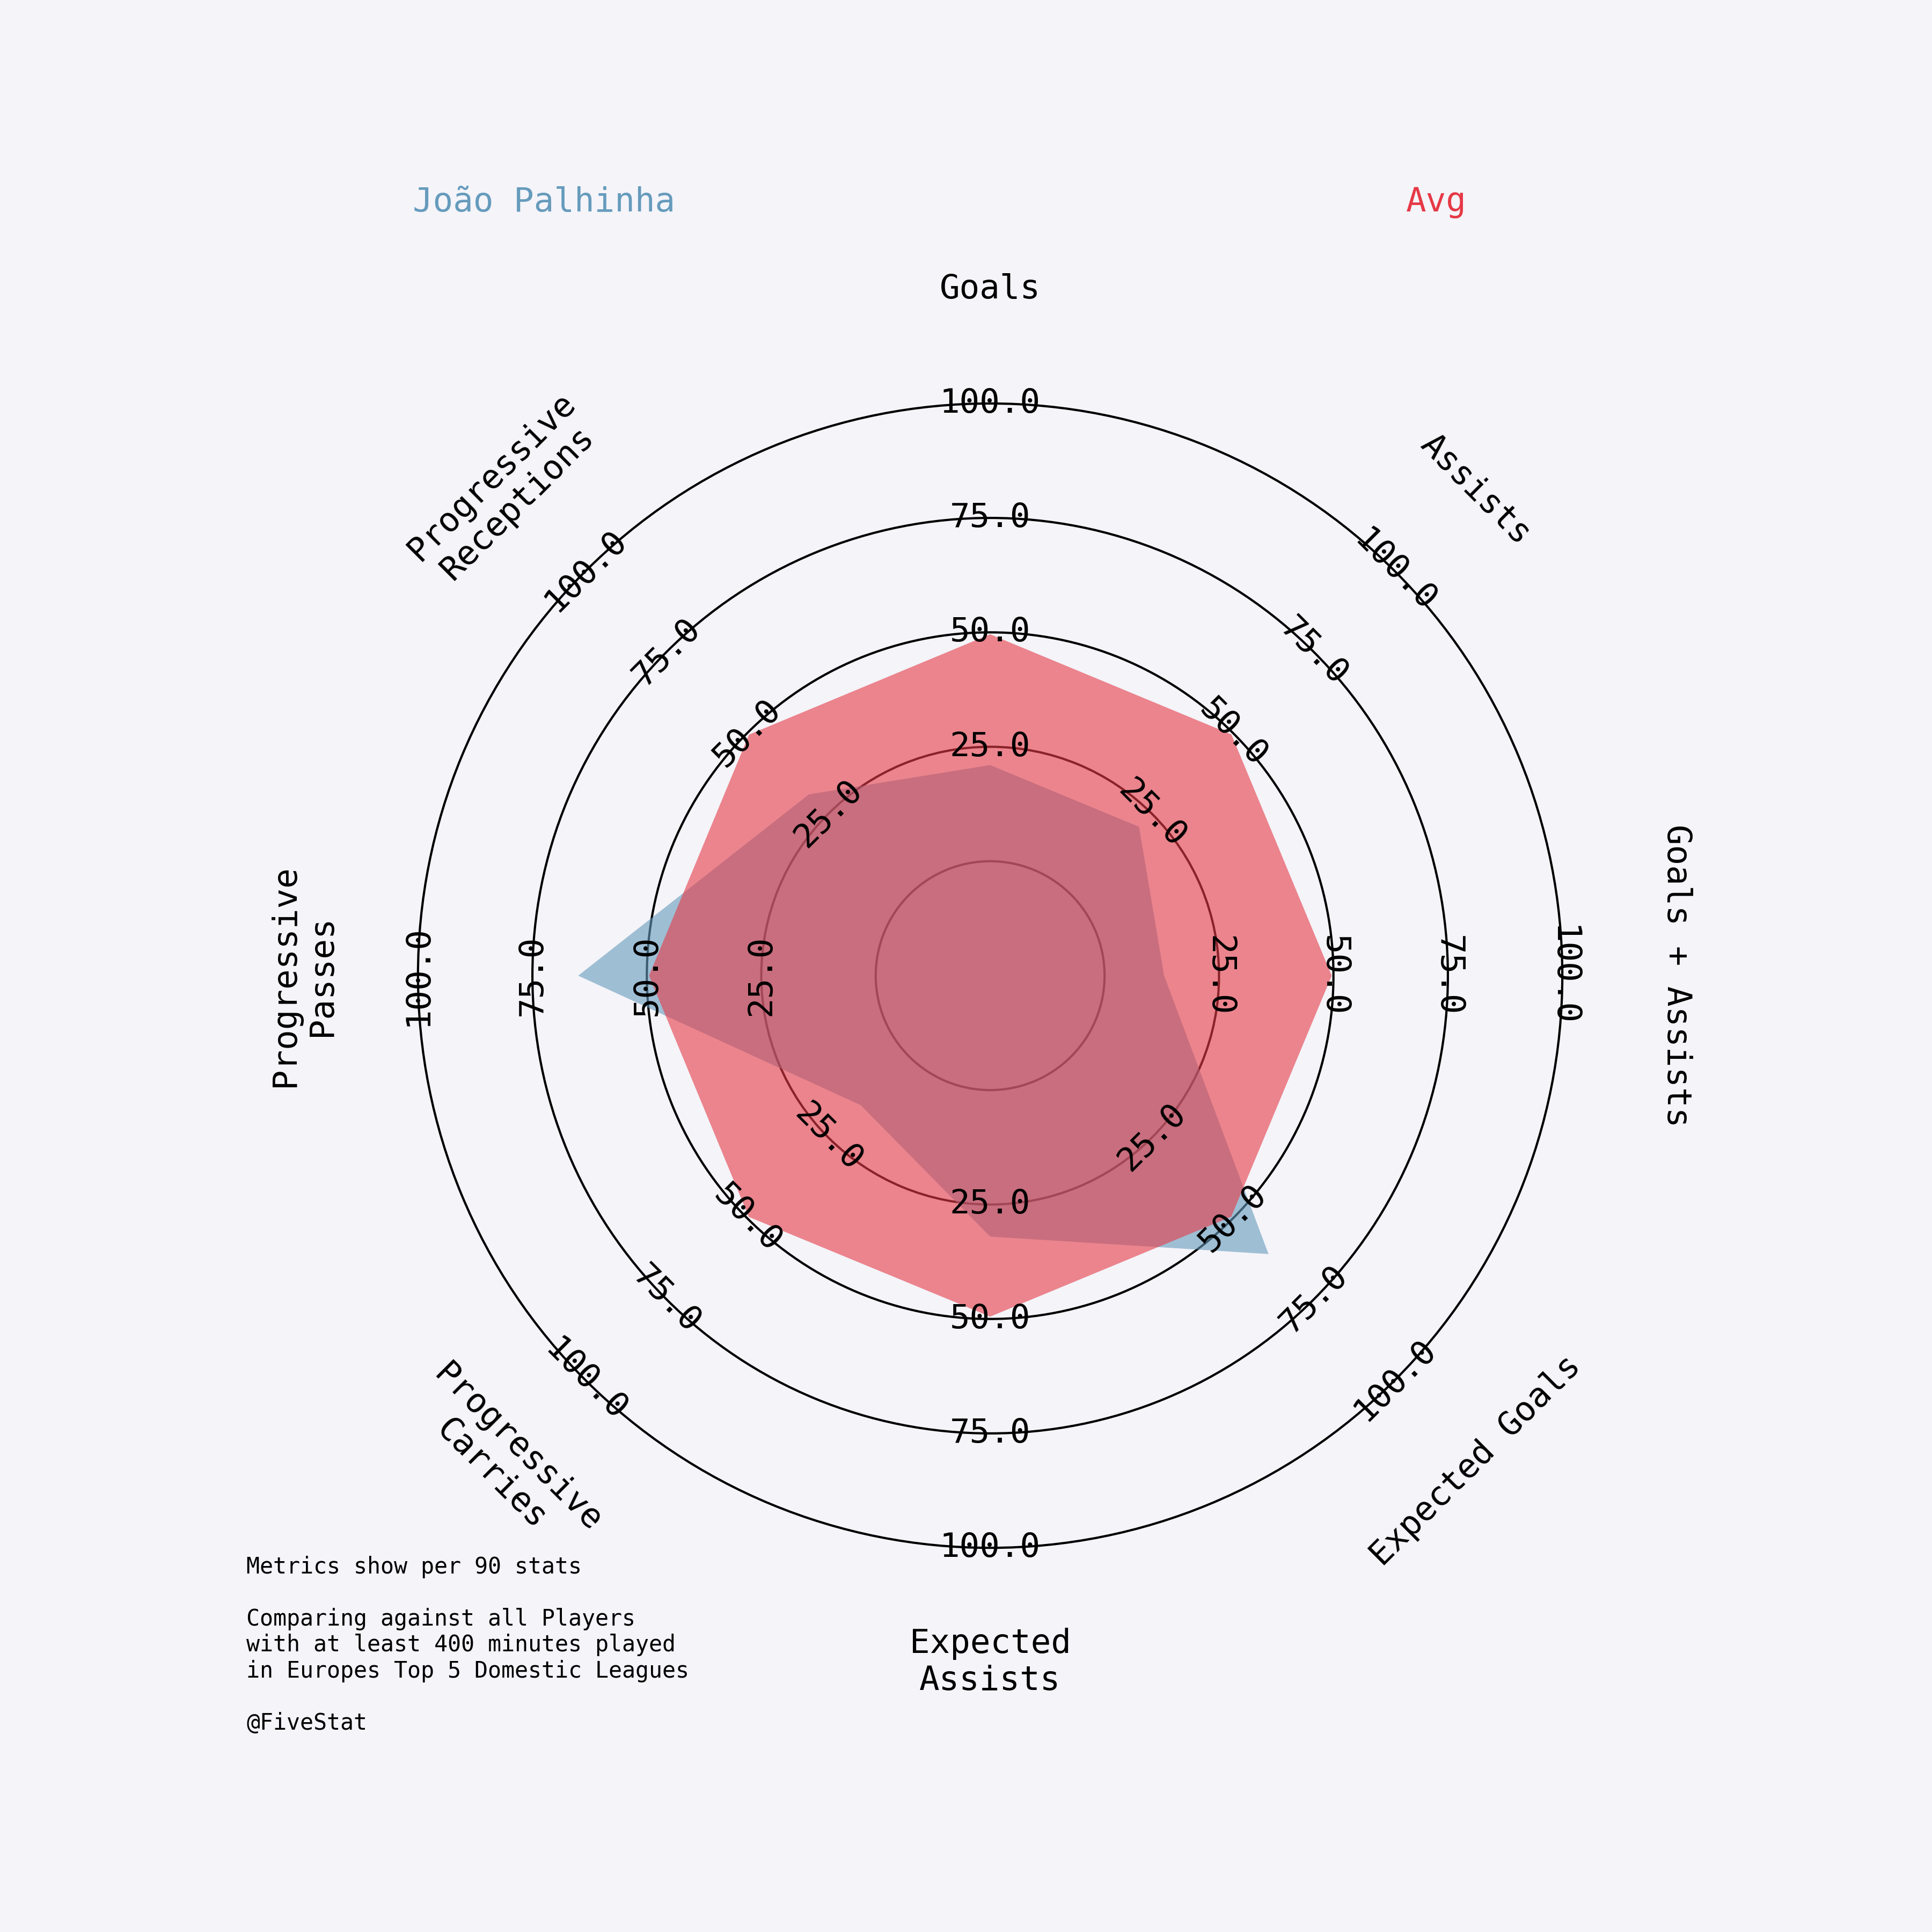 João Palhinha
Avg
Goals
Assists
Goals + Assists
Expected Goals
Expected
Assists
Progressive
Carries
Progressive
Passes
Progressive
Receptions
25.0
50.0
75.0
100.0
25.0
50.0
75.0
100.0
25.0
50.0
75.0
100.0
25.0
50.0
75.0
100.0
25.0
50.0
75.0
100.0
25.0
50.0
75.0
100.0
25.0
50.0
75.0
100.0
25.0
50.0
75.0
100.0
Metrics show per 90 stats
Comparing against all Players
with at least 400 minutes played
in Europes Top 5 Domestic Leagues
@FiveStat